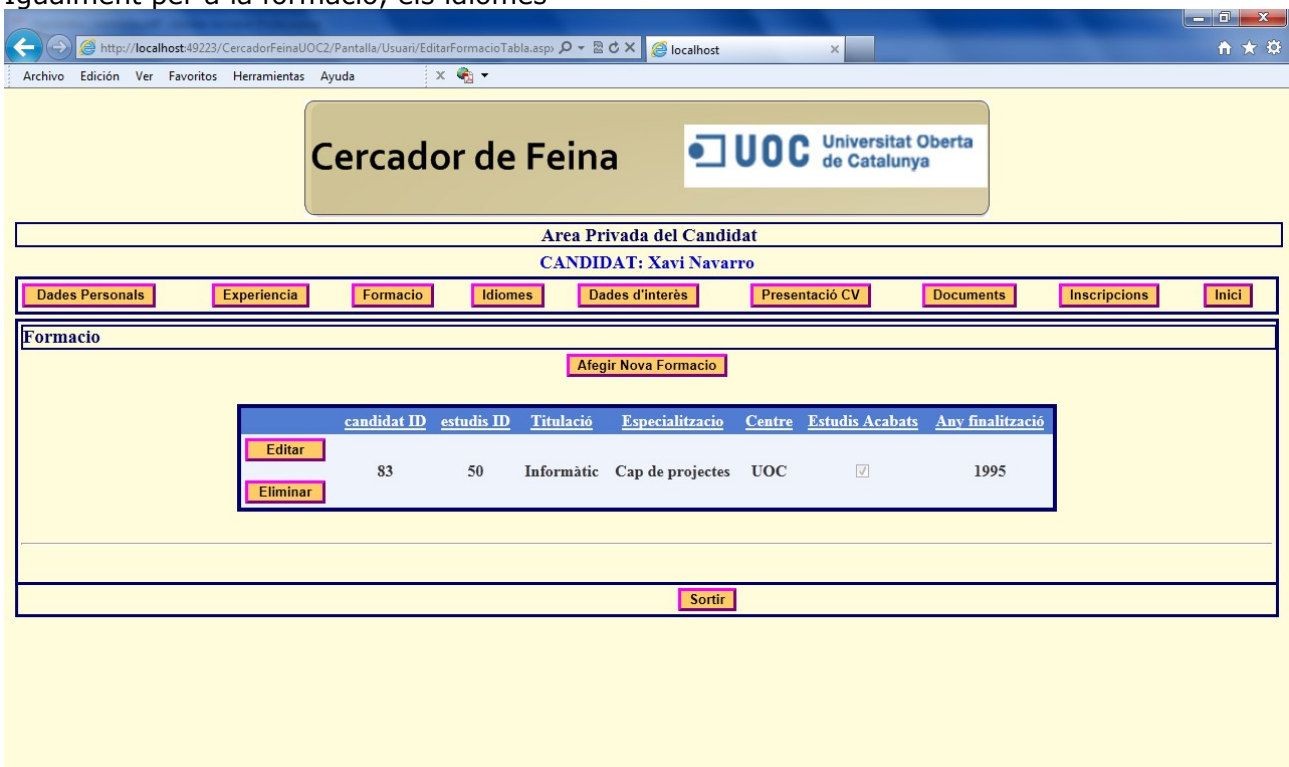 Igualment per a la formació, els idiomes
http://localhost:49223/CercadorFeinaUOC2/Pantalla/Usuari/EditarFormacioTabla.asp localhost
Archivo Edición Ver Favoritos Herramientas Ayuda
Cercador de Feina UOC Universitat Oberta
de Catalunya
Area Privada del Candidat
CANDIDAT: Xavi Navarro
Dades Personals Experiencia Formacio Idiomes Dades d'interès Presentació CV Documents Inscripcions Inici
Formacio
Afegir Nova Formacio
candidat ID estudis ID Titulació Especialitzacio Centre Estudis Acabats Any finalització
Editar
83 50 Informàtic Cap de projectes UOC 1995
Eliminar
Sortir